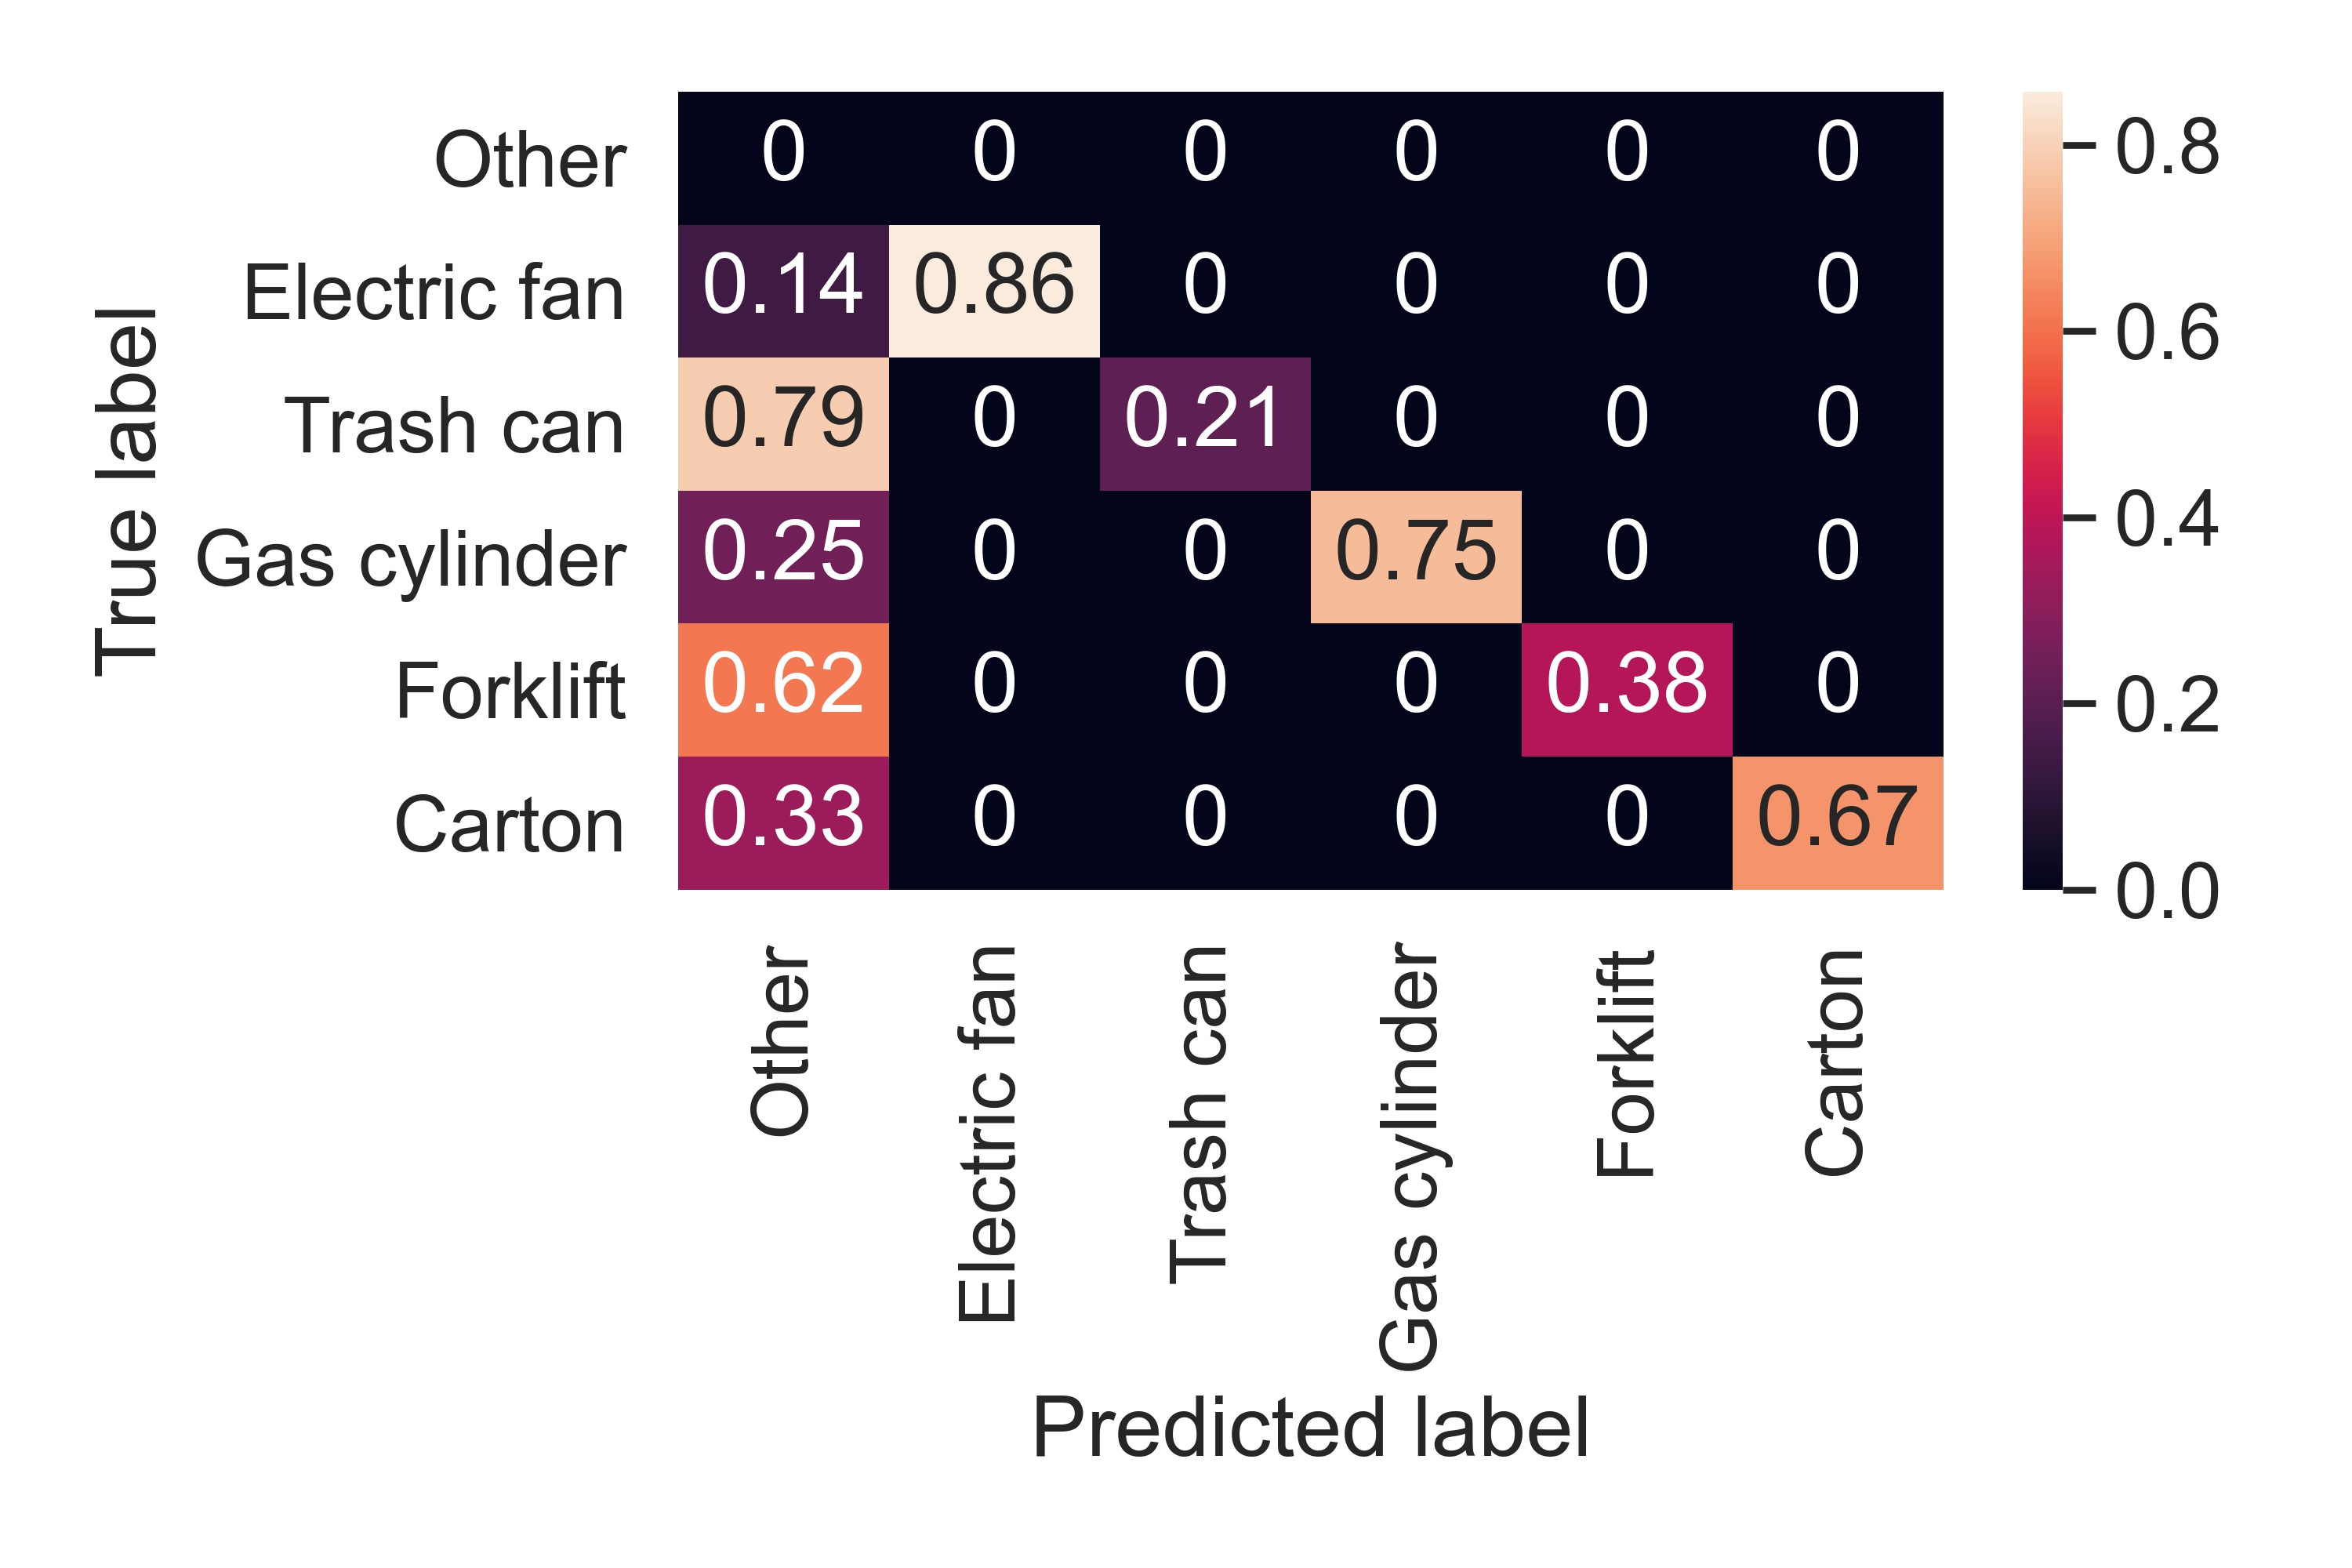 Other 0 0 0 0 0 0
Electric fan 0.14 0.86 0 0 0 0
Trash can 0.79 0 0.21 0 0 0
Gas cylinder 0.25 0 0 0.75 0 0
Forklift 0.62 0 0 0 0.38 0
Carton 0.33 0 0 0 0 0.67
True label
Other
Electric fan
Trash can
Gas cylinder
Forklift
Carton
Predicted label
0.8
0.6
0.4
0.2
0.0